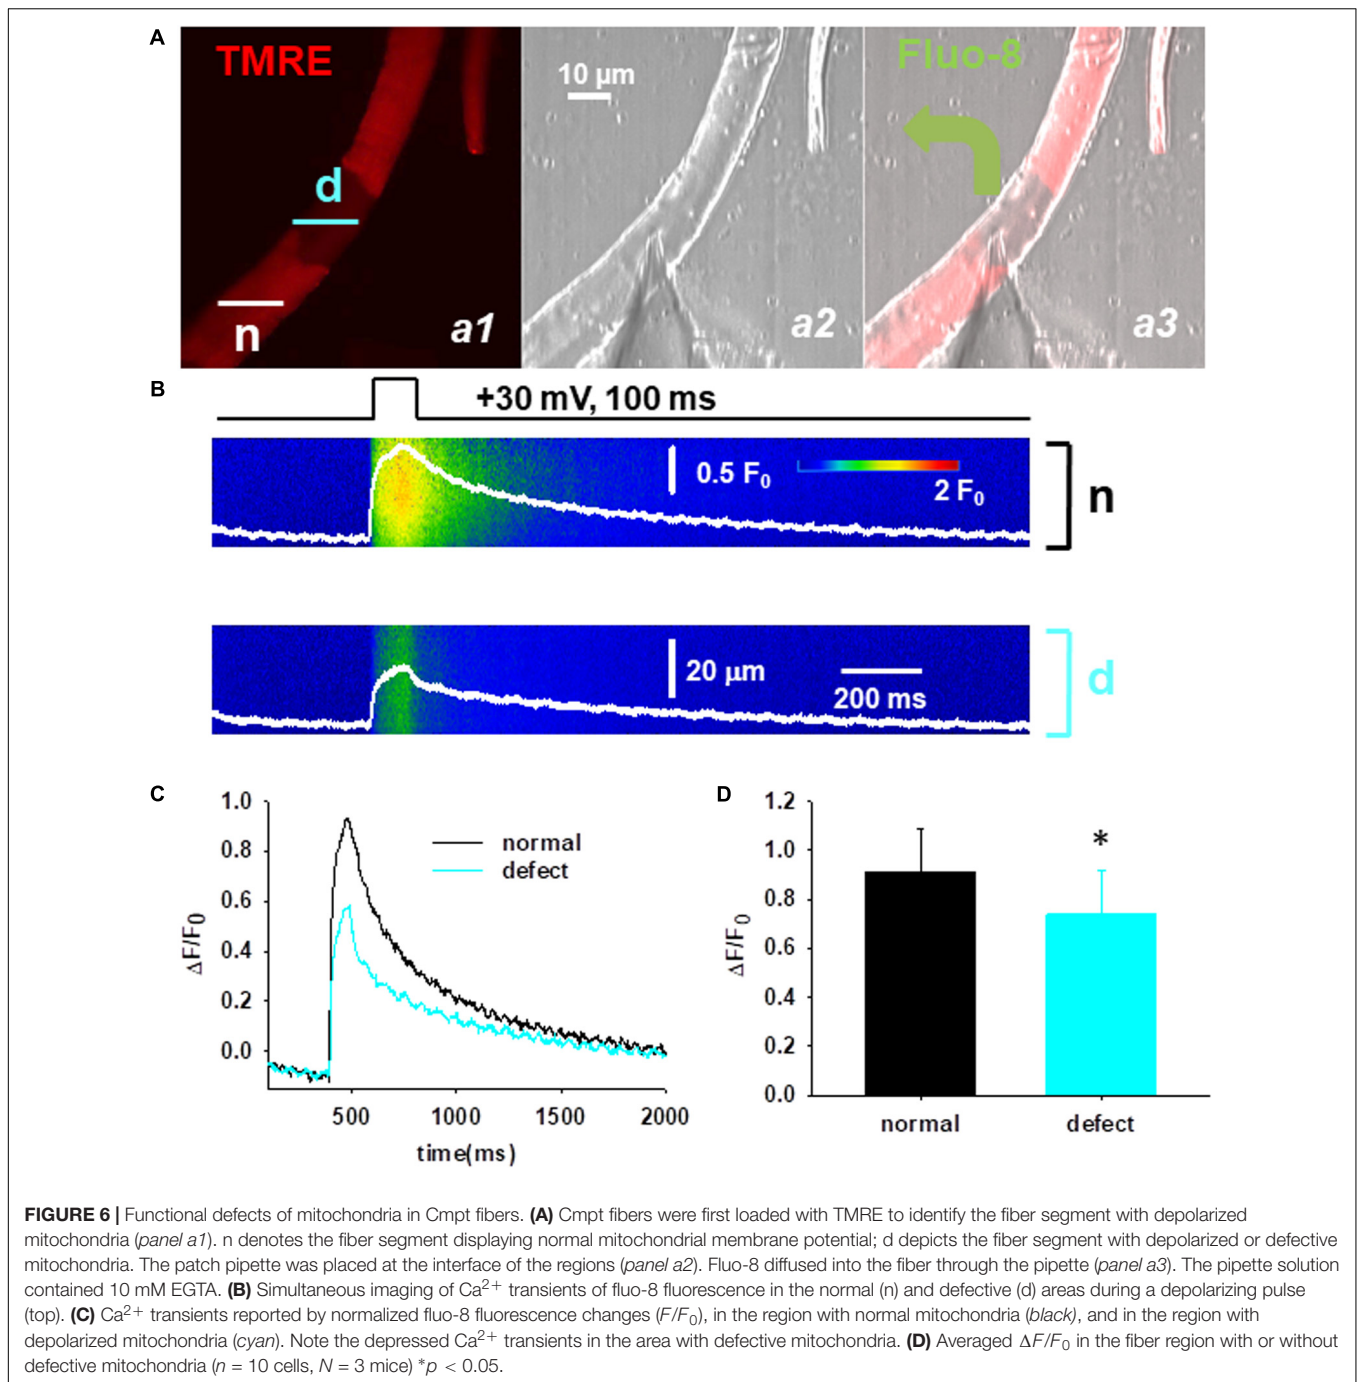 A
TMRE
d
n
a1
10 µm
a2
Fluo-8
a3
B
+30 mV, 100 ms
0.5 F₀
2 F₀
n
20 µm
200 ms
d
C
1.0
0.8
0.6
0.4
0.2
0.0
ΔF/F₀
normal
defect
500 1000 1500 2000
time(ms)
D
1.2
1.0
0.8
0.6
0.4
0.2
0.0
ΔF/F₀
*
normal defect
FIGURE 6 | Functional defects of mitochondria in Cmpt fibers. (A) Cmpt fibers were first loaded with TMRE to identify the fiber segment with depolarized
mitochondria (panel a1). n denotes the fiber segment displaying normal mitochondrial membrane potential; d depicts the fiber segment with depolarized or defective
mitochondria. The patch pipette was placed at the interface of the regions (panel a2). Fluo-8 diffused into the fiber through the pipette (panel a3). The pipette solution
contained 10 mM EGTA. (B) Simultaneous imaging of Ca²⁺ transients of fluo-8 fluorescence in the normal (n) and defective (d) areas during a depolarizing pulse
(top). (C) Ca²⁺ transients reported by normalized fluo-8 fluorescence changes (F/F₀), in the region with normal mitochondria (black), and in the region with
depolarized mitochondria (cyan). Note the depressed Ca²⁺ transients in the area with defective mitochondria. (D) Averaged ΔF/F₀ in the fiber region with or without
defective mitochondria (n = 10 cells, N = 3 mice) *p < 0.05.